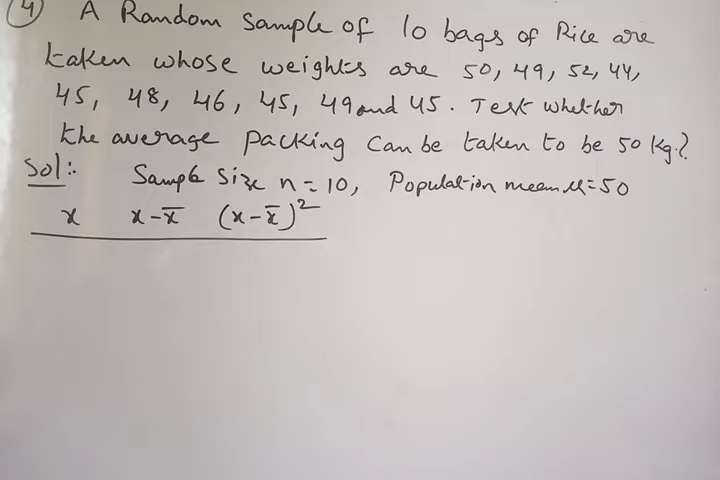 4) A Random Sample of 10 bags of Rice are
taken whose weights are 50, 49, 52, 44,
45, 48, 46, 45, 49 and 45. Test whether
the average packing can be taken to be 50 kg.?
Sol:. Sample Size n = 10, Population mean μ = 50
x x-x̄ (x-x̄)²